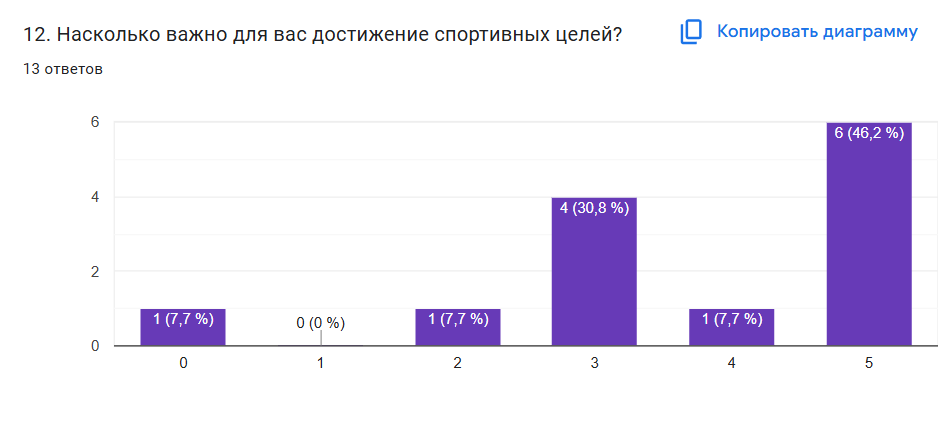 12. Насколько важно для вас достижение спортивных целей?
Копировать диаграмму
13 ответов
6
6 (46,2 %)
4
4 (30,8 %)
2
1 (7,7 %)
0 (0 %)
1 (7,7 %)
1 (7,7 %)
0
0 1 2 3 4 5